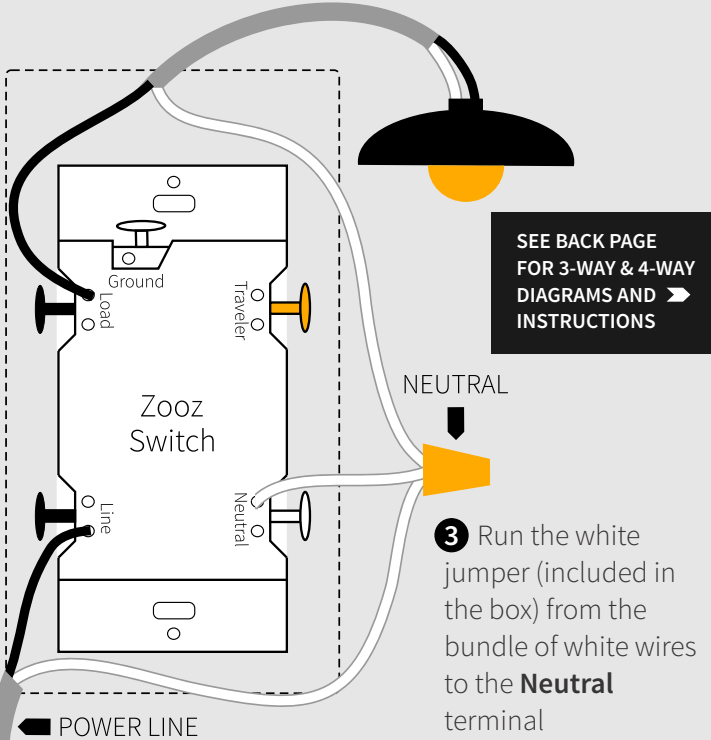 SEE BACK PAGE
FOR 3-WAY & 4-WAY
DIAGRAMS AND
INSTRUCTIONS
Ground
Load
Traveler
NEUTRAL
Zooz
Switch
Line
Neutral
3 Run the white
jumper (included in
the box) from the
bundle of white wires
to the Neutral
terminal
POWER LINE